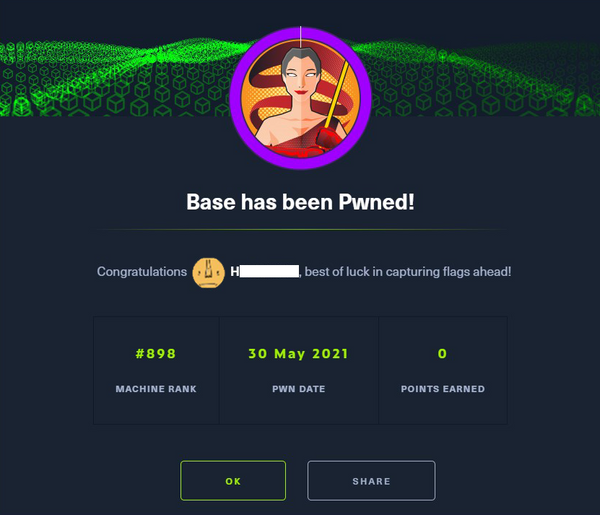 Base has been Pwned!
Congratulations H, best of luck in capturing flags ahead!
#898 30 May 2021 0
MACHINE RANK PWN DATE POINTS EARNED
OK SHARE